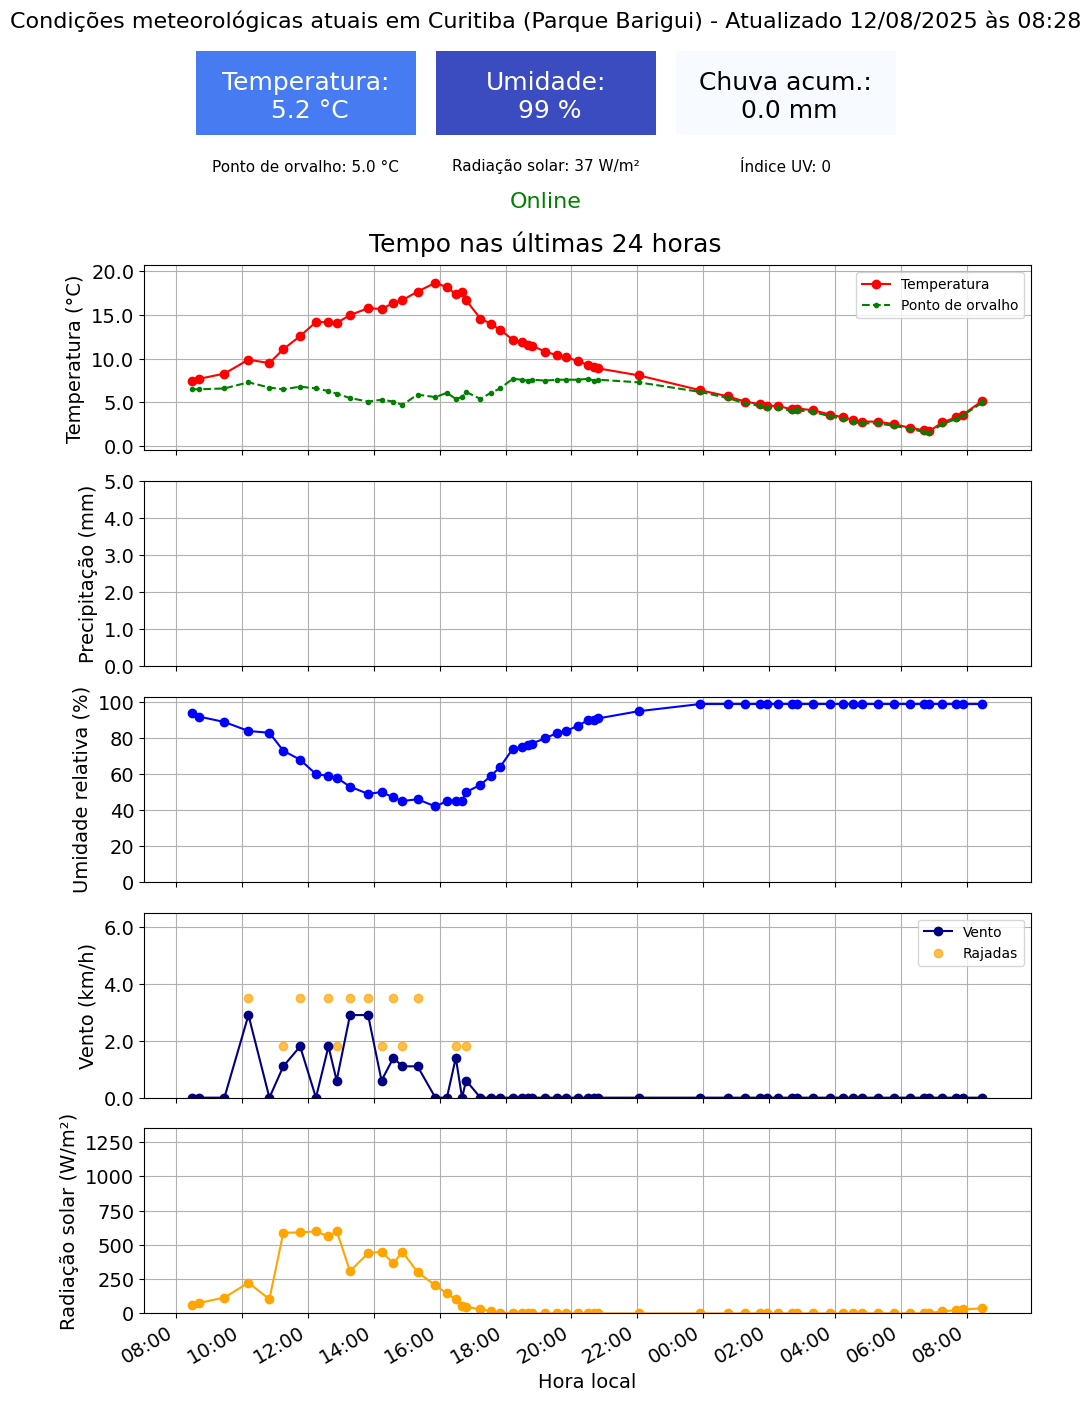 Condições meteorológicas atuais em Curitiba (Parque Barigui) - Atualizado 12/08/2025 às 08:28
Temperatura:
5.2 °C
Umidade:
99 %
Chuva acum.:
0.0 mm
Ponto de orvalho: 5.0 °C
Radiação solar: 37 W/m²
Índice UV: 0
Online
Tempo nas últimas 24 horas
Temperatura (°C)
20.0
15.0
10.0
5.0
0.0
Temperatura
Ponto de orvalho
Precipitação (mm)
5.0
4.0
3.0
2.0
1.0
0.0
Umidade relativa (%)
100
80
60
40
20
0
Vento (km/h)
6.0
4.0
2.0
0.0
Vento
Rajadas
Radiação solar (W/m²)
1250
1000
750
500
250
0
08:00
10:00
12:00
14:00
16:00
18:00
20:00
22:00
00:00
02:00
04:00
06:00
08:00
Hora local